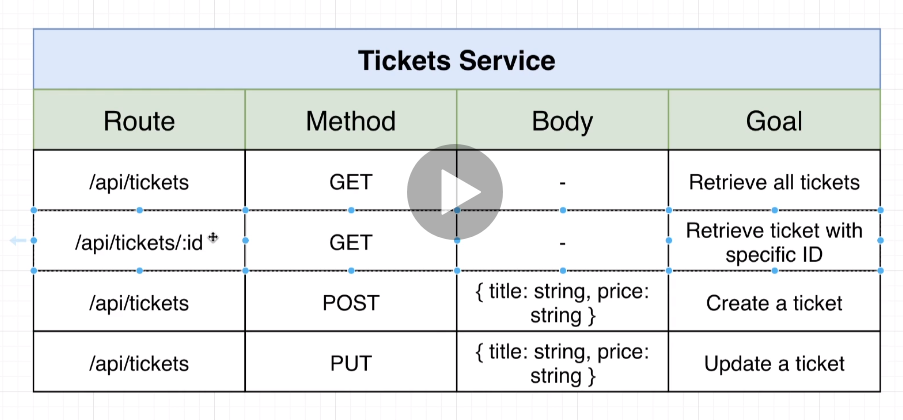 Tickets Service
Route Method Body Goal
/api/tickets GET - Retrieve all tickets
/api/tickets/:id GET - Retrieve ticket with
specific ID
/api/tickets POST { title: string, price:
string } Create a ticket
/api/tickets PUT { title: string, price:
string } Update a ticket